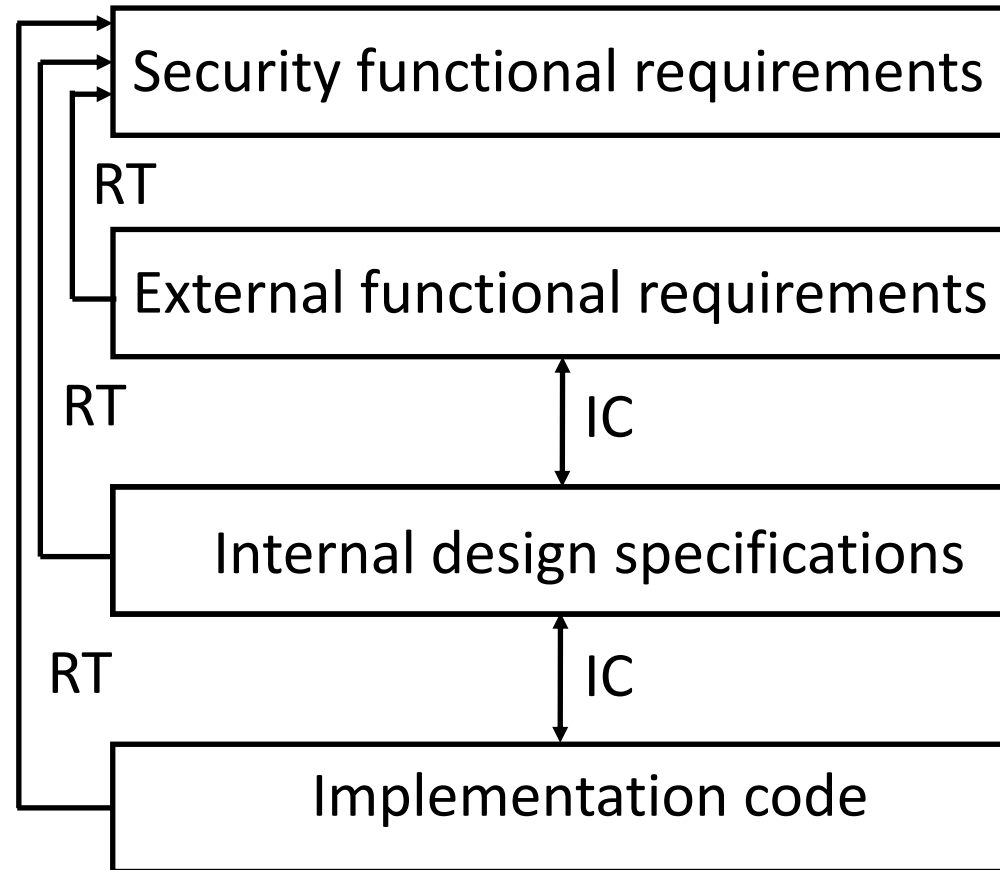 Security functional requirements
RT
External functional requirements
RT
IC
Internal design specifications
RT
IC
Implementation code